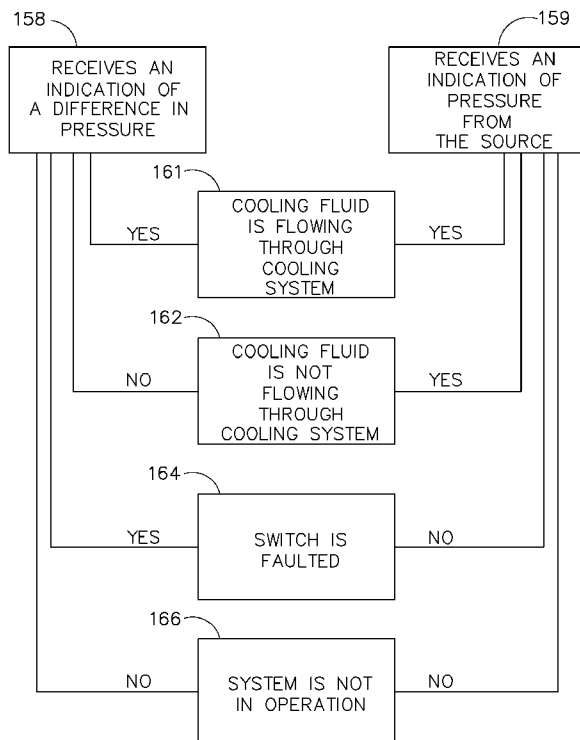 158
159
RECEIVES AN
INDICATION OF
A DIFFERENCE IN
PRESSURE
RECEIVES AN
INDICATION OF
PRESSURE
FROM
THE SOURCE
161
YES
COOLING FLUID
IS FLOWING
THROUGH
COOLING
SYSTEM
YES
162
NO
COOLING FLUID
IS NOT
FLOWING
THROUGH
COOLING SYSTEM
YES
164
YES
SWITCH IS
FAULTED
NO
166
NO
SYSTEM IS NOT
IN OPERATION
NO